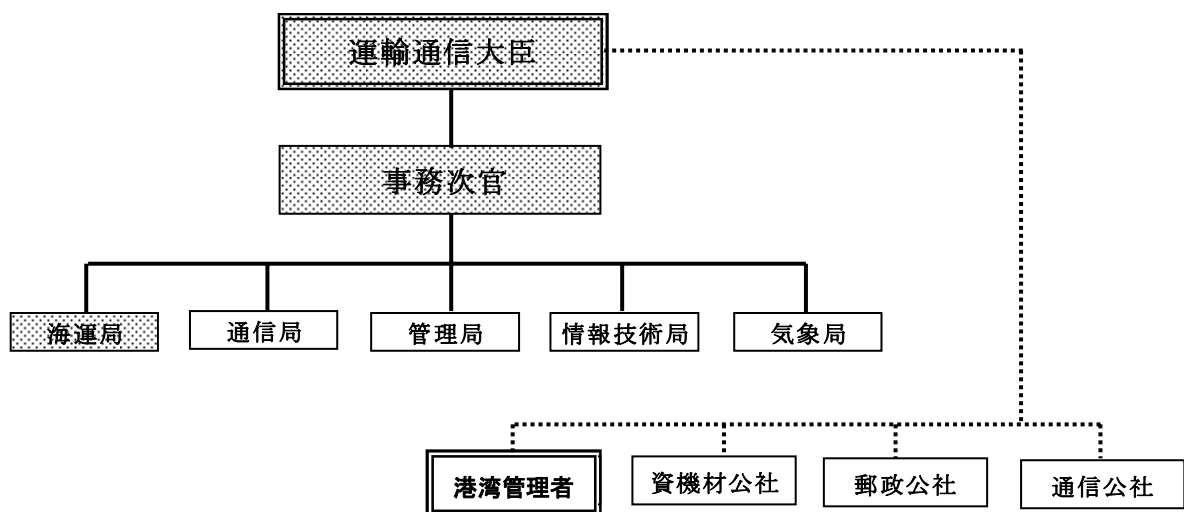 運輸通信大臣
事務次官
海運局
通信局
管理局
情報技術局
気象局
港湾管理者
資機材公社
郵政公社
通信公社